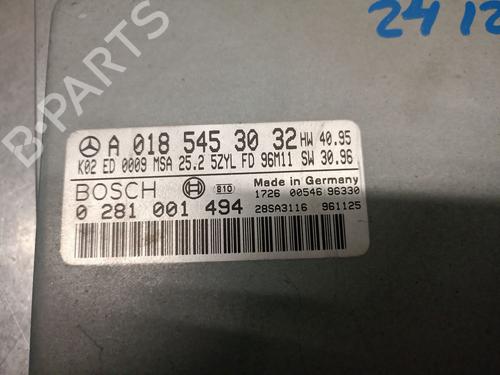 24 12
A 018 545 30 32 HW 40.95
K02 ED 0009 MSA 25.2 5ZYL FD 96M11 SW 30.96
BOSCH 810 Made in Germany
1726 00546 96330
0 281 001 494 28SA3116 961125
B-PARTS